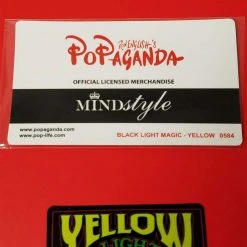 Ron English's
POPAGANDA
OFFICIAL LICENSED MERCHANDISE
MINDstyle
www.popaganda.com
www.pop-life.com
BLACK LIGHT MAGIC - YELLOW 0584
YELLOW
LIGH